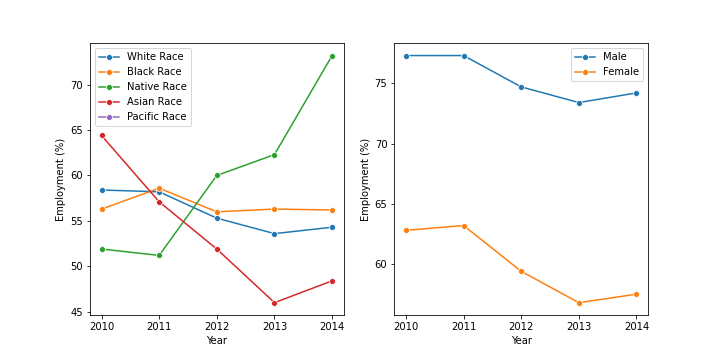 White Race
Black Race
Native Race
Asian Race
Pacific Race
Employment (%)
70
65
60
55
50
45
2010 2011 2012 2013 2014
Year
Male
Female
Employment (%)
75
70
65
60
2010 2011 2012 2013 2014
Year